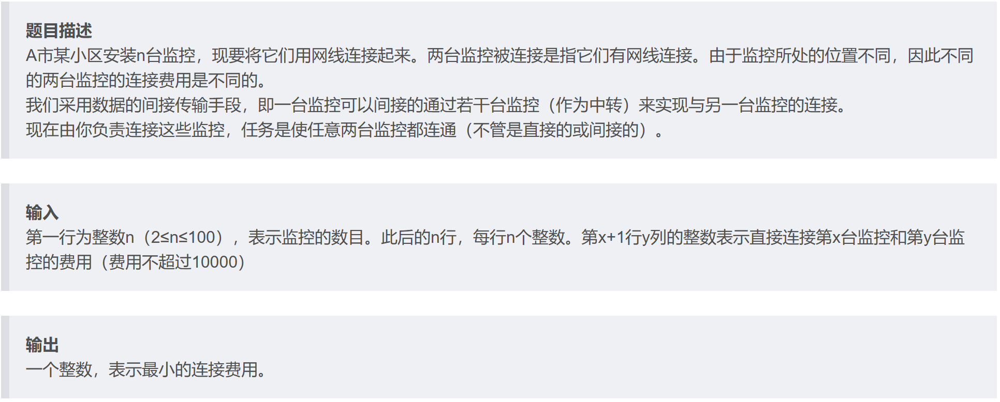 题目描述
A市某小区安装n台监控，现要将它们用网线连接起来。两台监控被连接是指它们有网线连接。由于监控所处的位置不同，因此不同
的两台监控的连接费用是不同的。
我们采用数据的间接传输手段，即一台监控可以间接的通过若干台监控（作为中转）来实现与另一台监控的连接。
现在由你负责连接这些监控，任务是使任意两台监控都连通（不管是直接的或间接的）。
输入
第一行为整数n（2≤n≤100），表示监控的数目。此后的n行，每行n个整数。第x+1行y列的整数表示直接连接第x台监控和第y台监
控的费用（费用不超过10000）
输出
一个整数，表示最小的连接费用。